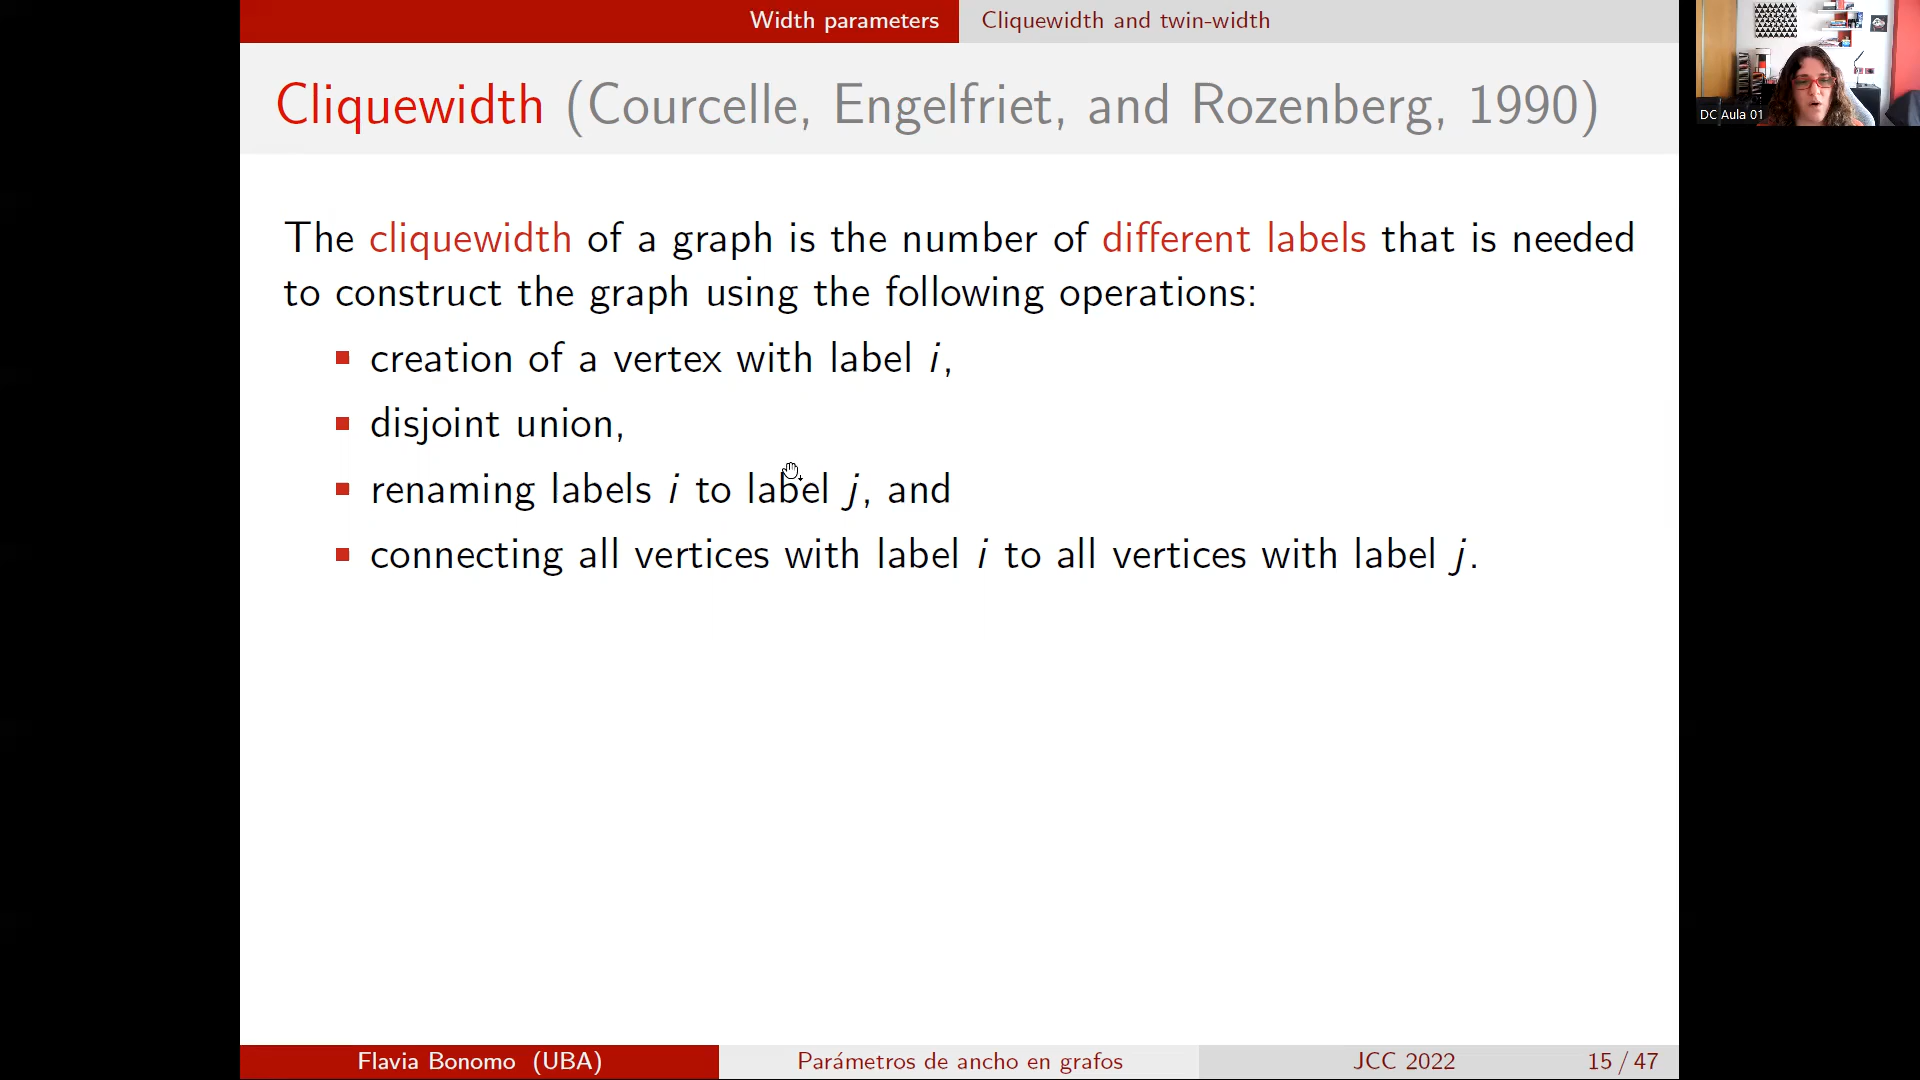 Width parameters
Cliquewidth and twin-width
Cliquewidth (Courcelle, Engelfriet, and Rozenberg, 1990)
DC Aula 01
The cliquewidth of a graph is the number of different labels that is needed
to construct the graph using the following operations:
creation of a vertex with label i,
disjoint union,
renaming labels i to label j, and
connecting all vertices with label i to all vertices with label j.
Flavia Bonomo (UBA)
Parámetros de ancho en grafos
JCC 2022
15 / 47